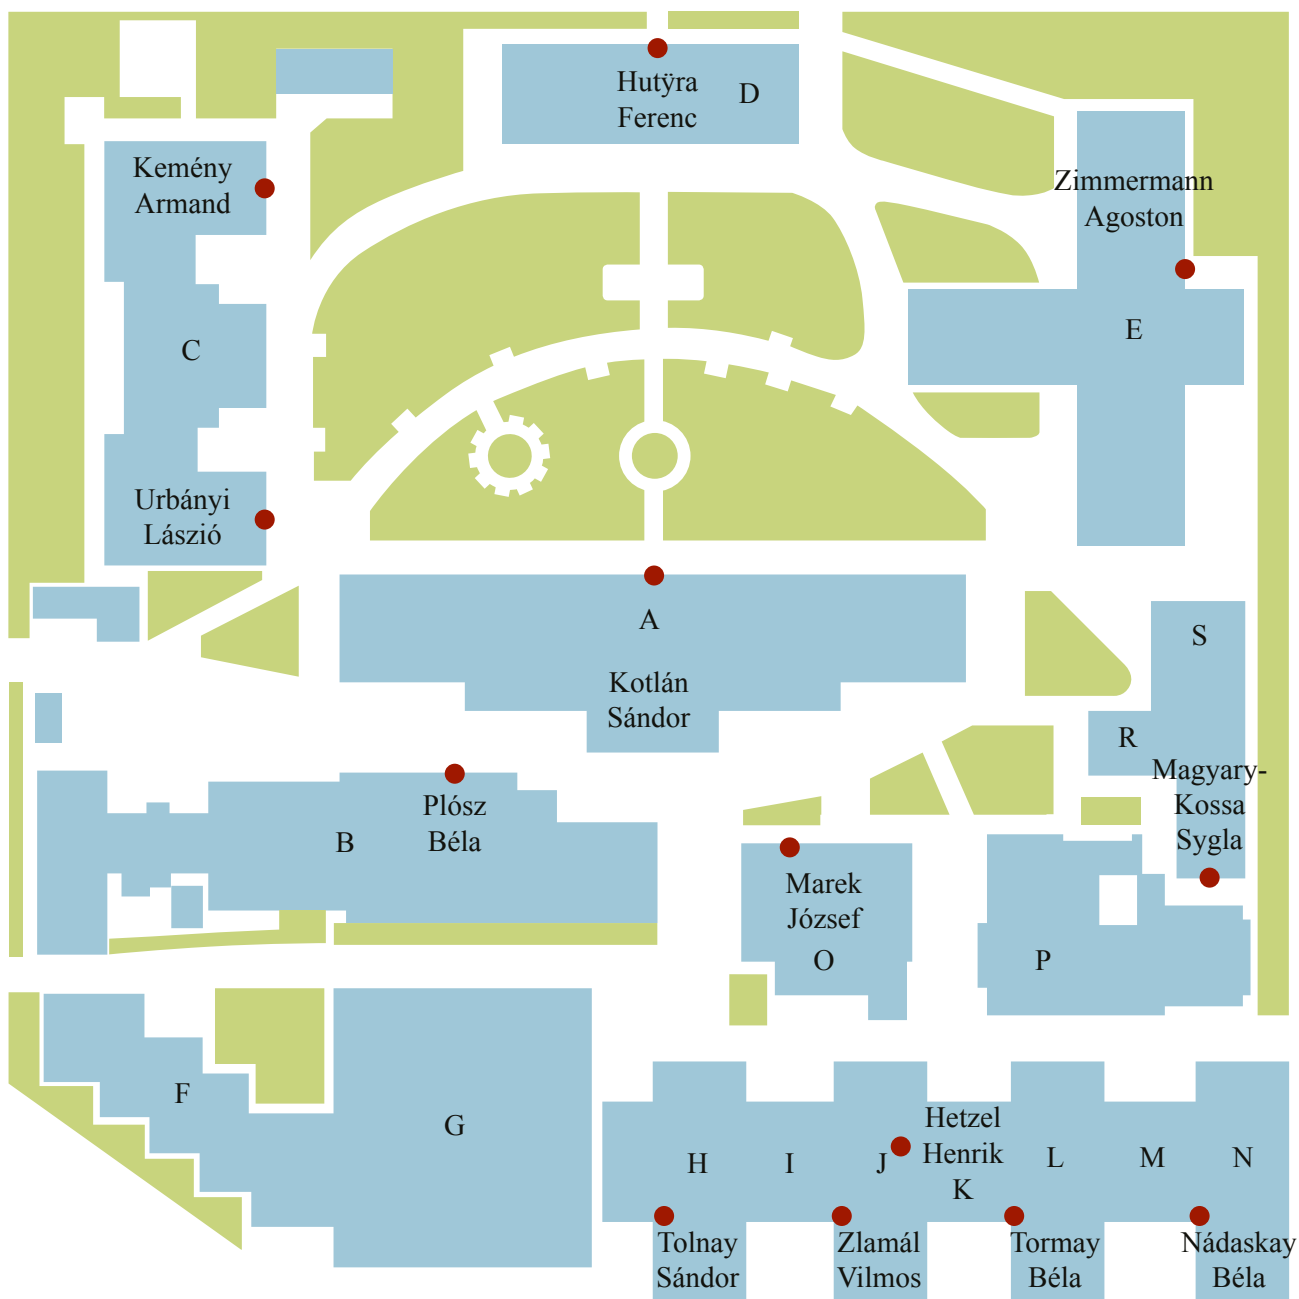 Hutÿra
Ferenc
D
Kemény
Armand
Zimmermann
Agoston
C
E
Urbányi
Lászió
A
Kotlán
Sándor
S
R
Magyary-
Kossa
Sygla
Plósz
Béla
B
Marek
József
O
P
F
G
H
I
J
Hetzel
Henrik
K
L
M
N
Tolnay
Sándor
Zlamál
Vilmos
Tormay
Béla
Nádaskay
Béla